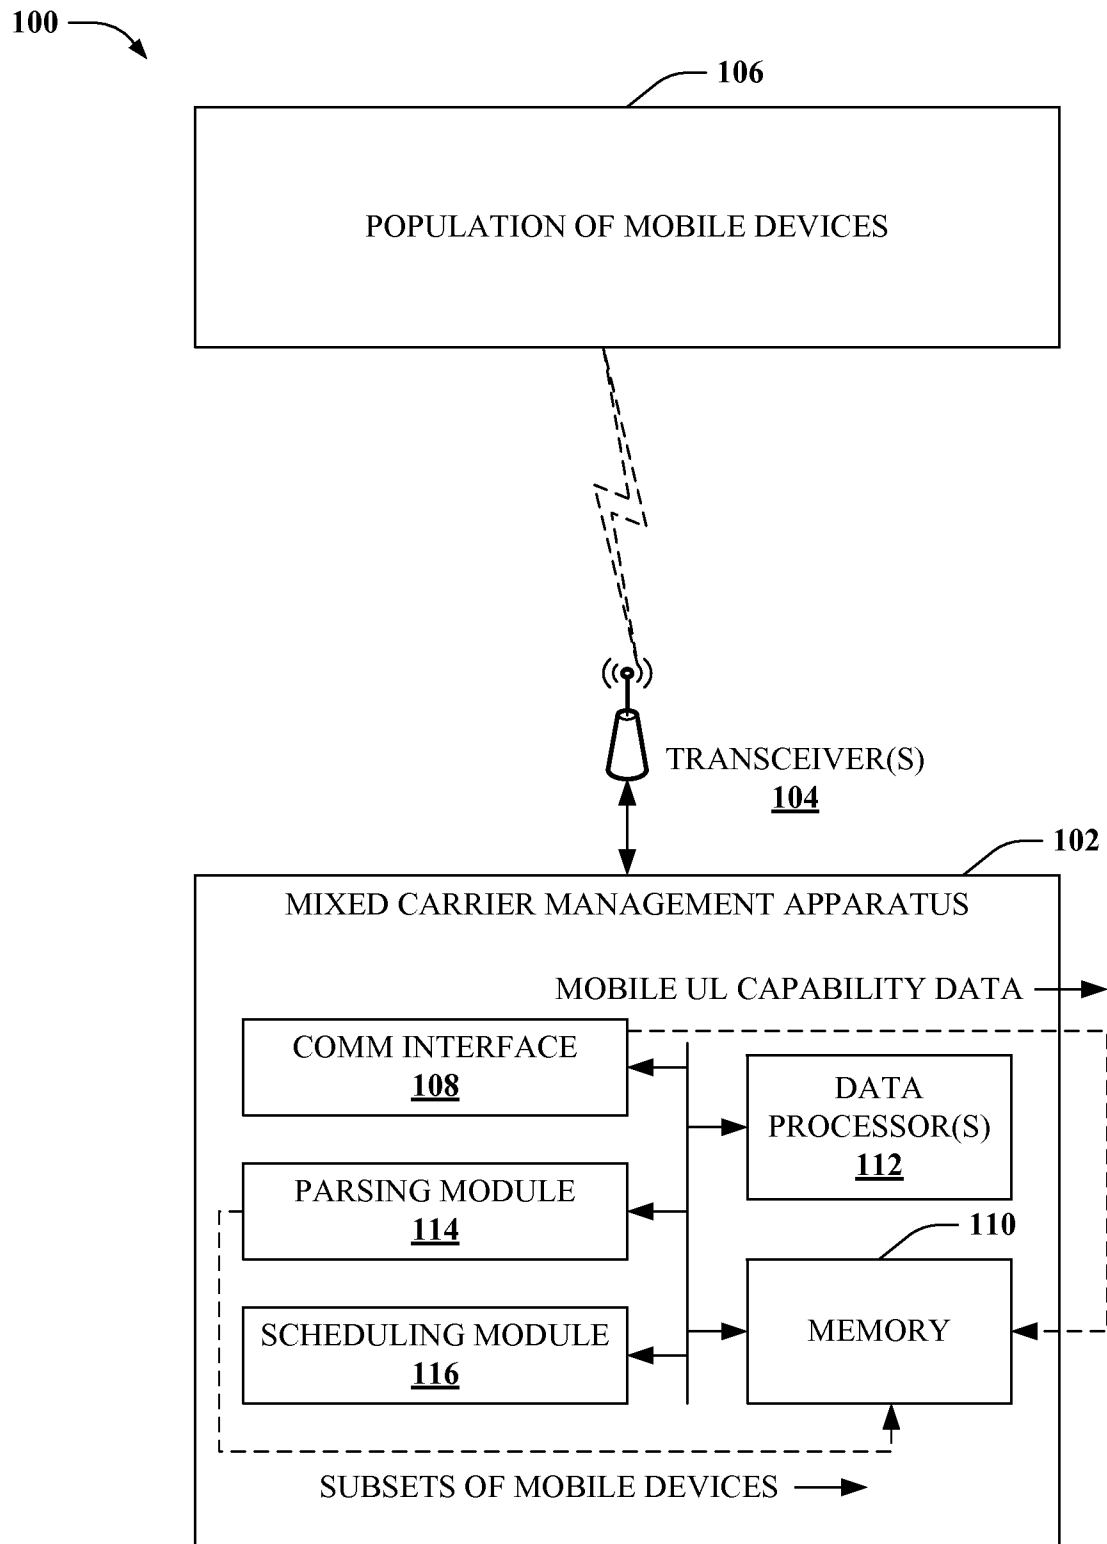 100
106
POPULATION OF MOBILE DEVICES
TRANSCEIVER(S)
104
102
MIXED CARRIER MANAGEMENT APPARATUS
MOBILE UL CAPABILITY DATA
COMM INTERFACE
108
DATA
PROCESSOR(S)
112
PARSING MODULE
114
110
MEMORY
SCHEDULING MODULE
116
SUBSETS OF MOBILE DEVICES